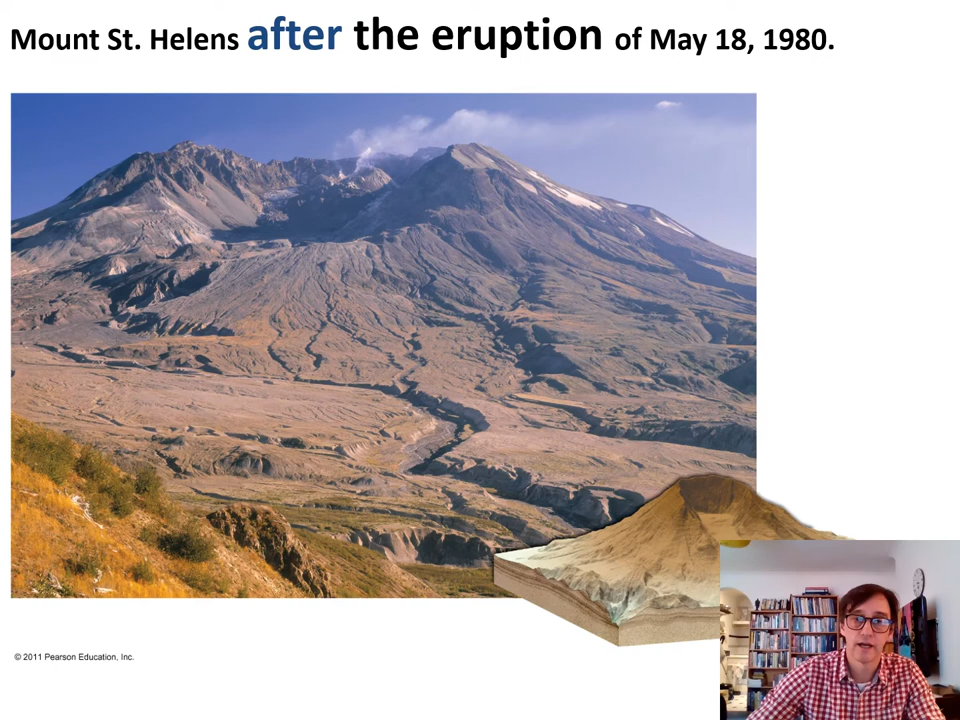 Mount St. Helens after the eruption of May 18, 1980.
© 2011 Pearson Education, Inc.